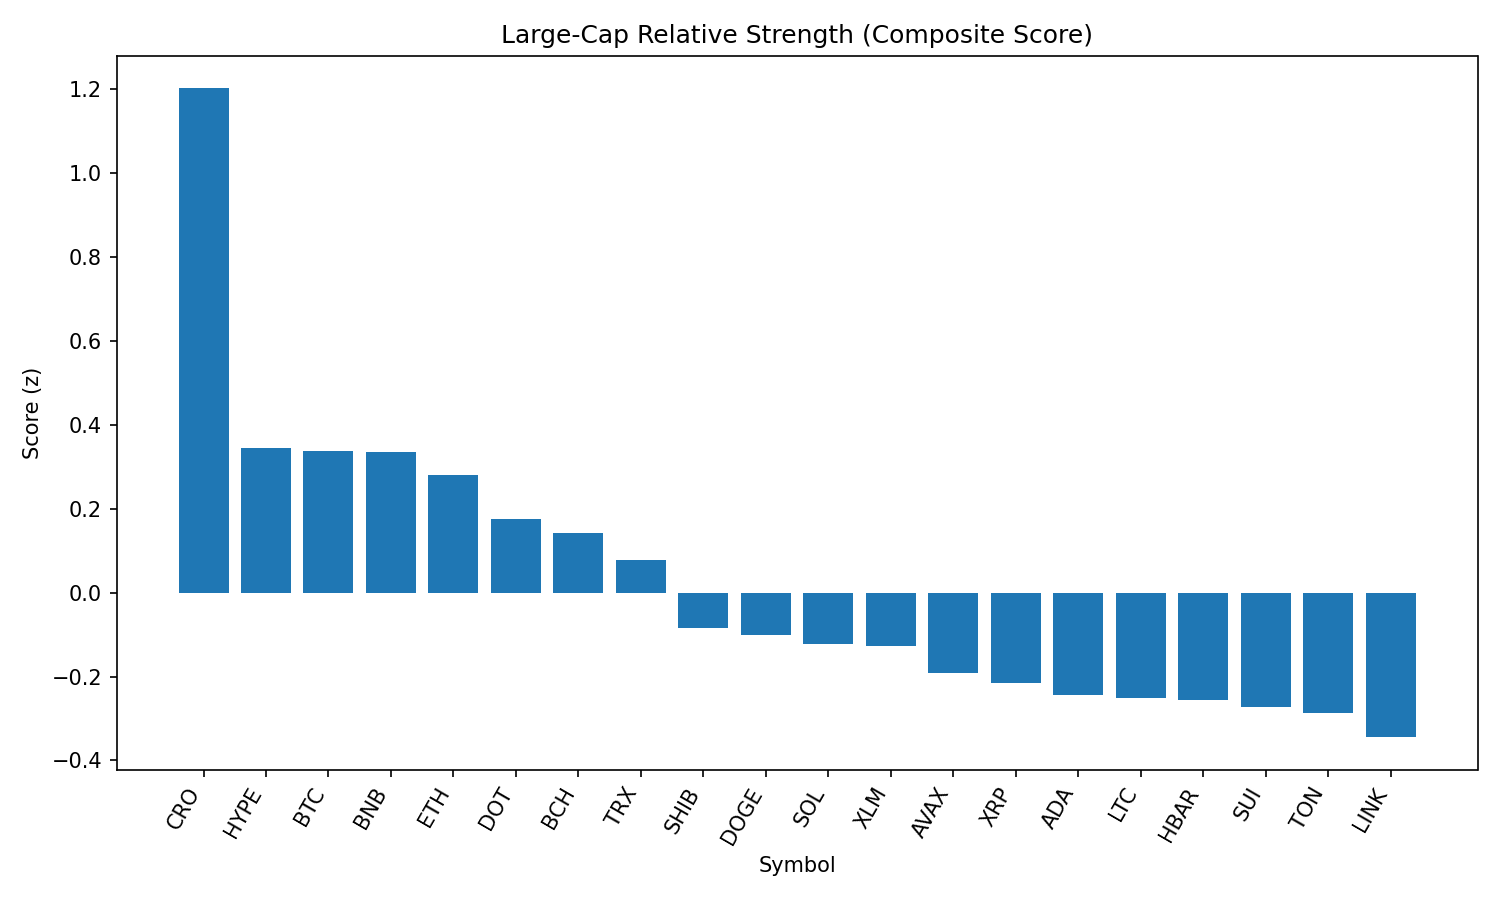 Large-Cap Relative Strength (Composite Score)
Score (z)
1.2
1.0
0.8
0.6
0.4
0.2
0.0
−0.2
−0.4
CRO
HYPE
BTC
BNB
ETH
DOT
BCH
TRX
SHIB
DOGE
SOL
XLM
AVAX
XRP
ADA
LTC
HBAR
SUI
TON
LINK
Symbol